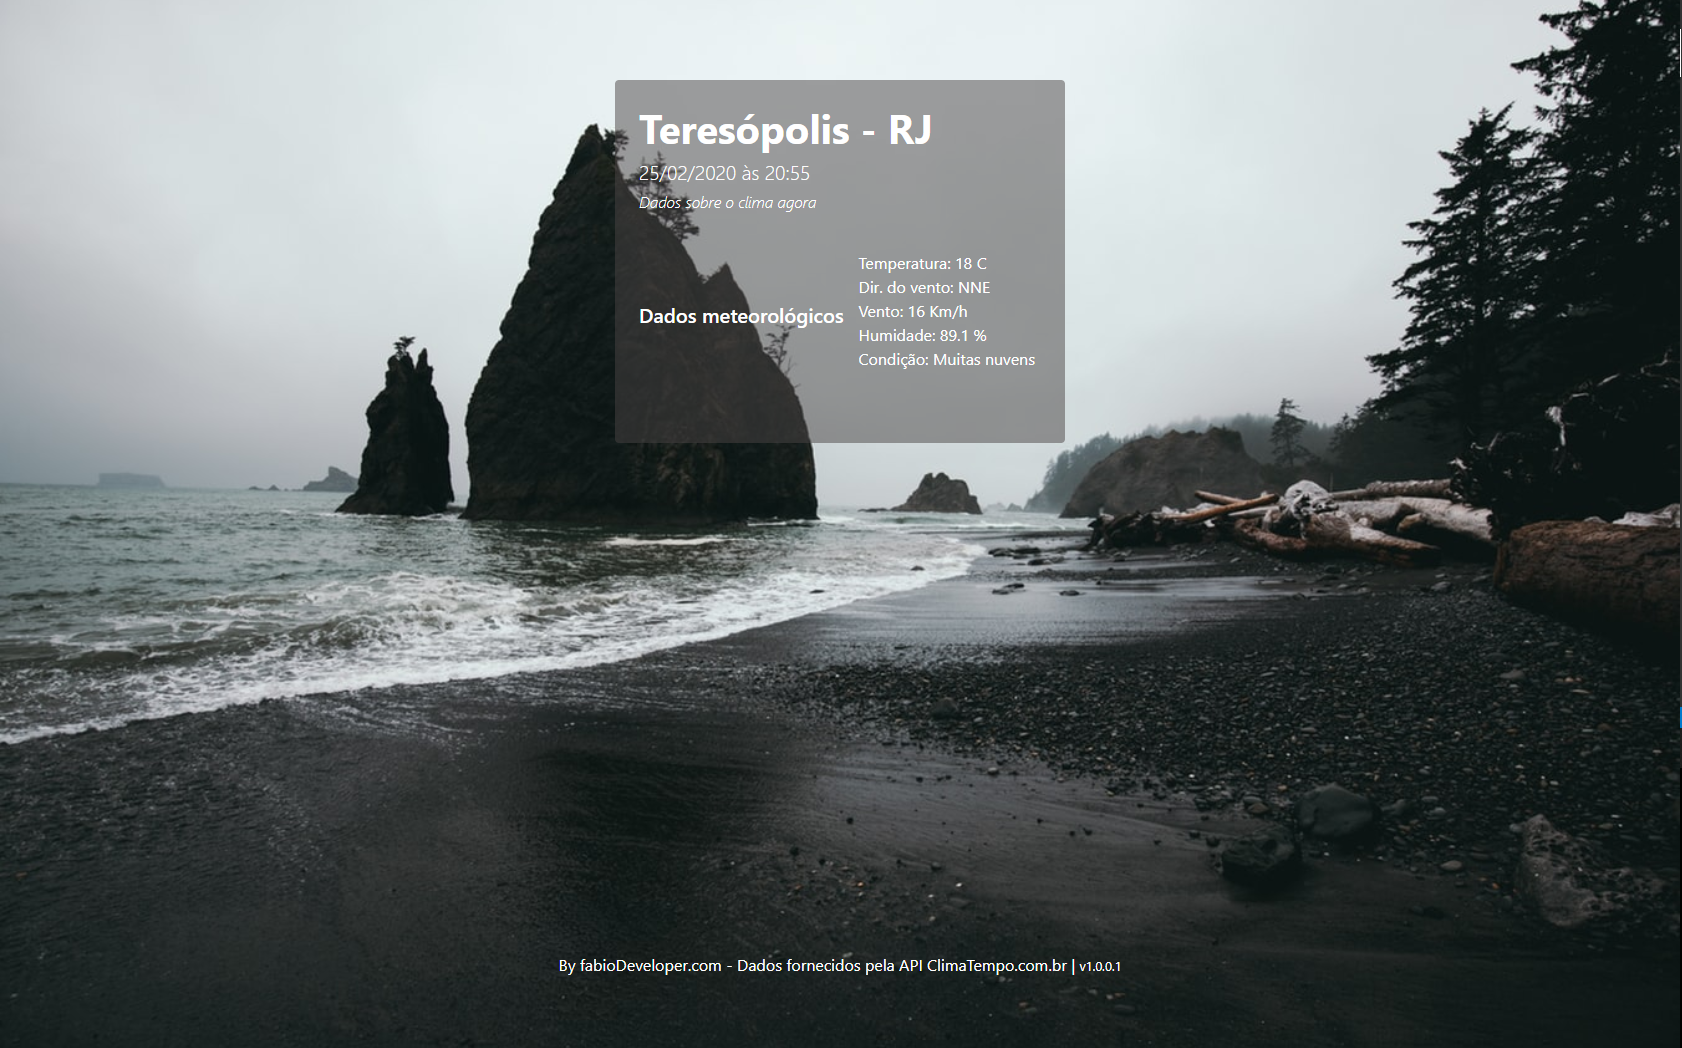 Teresópolis - RJ
25/02/2020 às 20:55
Dados sobre o clima agora
Dados meteorológicos
Temperatura: 18 C
Dir. do vento: NNE
Vento: 16 Km/h
Humidade: 89.1 %
Condição: Muitas nuvens
By fabioDeveloper.com - Dados fornecidos pela API ClimaTempo.com.br | v1.0.0.1